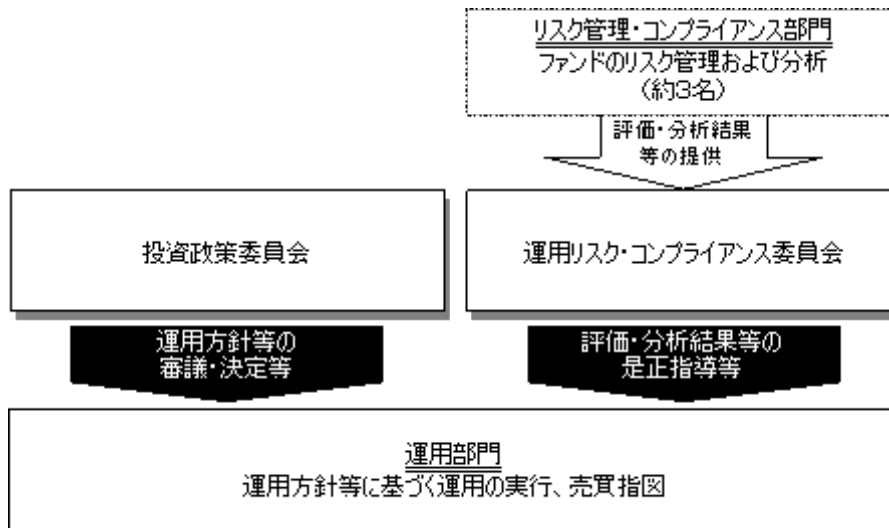 リスク管理・コンプライアンス部門
ファンドのリスク管理および分析
(約3名)
評価・分析結果
等の提供
投資政策委員会
運用リスク・コンプライアンス委員会
運用方針等の
審議・決定等
評価・分析結果等の
是正指導等
運用部門
運用方針等に基づく運用の実行、売買指図